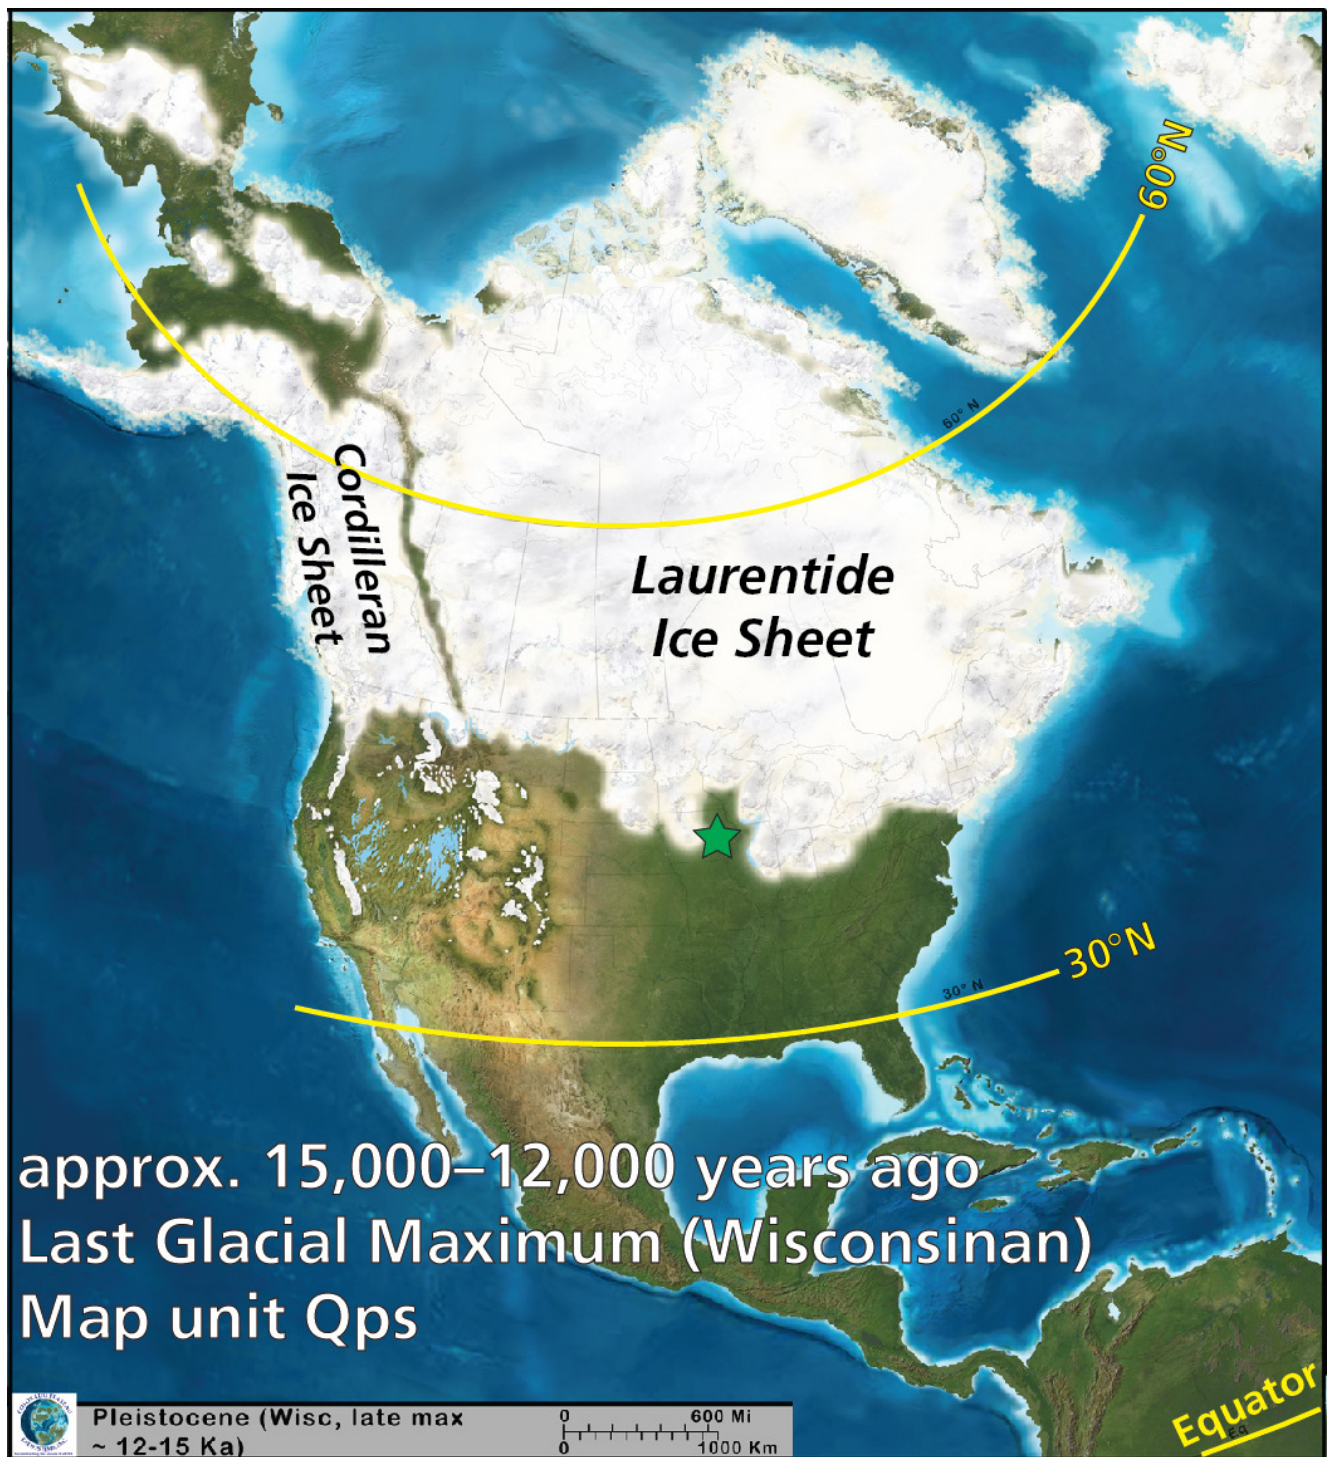 60°N
60° N
Cordilleran
Ice Sheet
Laurentide
Ice Sheet
30°N
30° N
approx. 15,000–12,000 years ago
Last Glacial Maximum (Wisconsinan)
Map unit Qps
Equator
Eq
Pleistocene (Wisc, late max
~ 12-15 Ka)
0 600 Mi
0 1000 Km